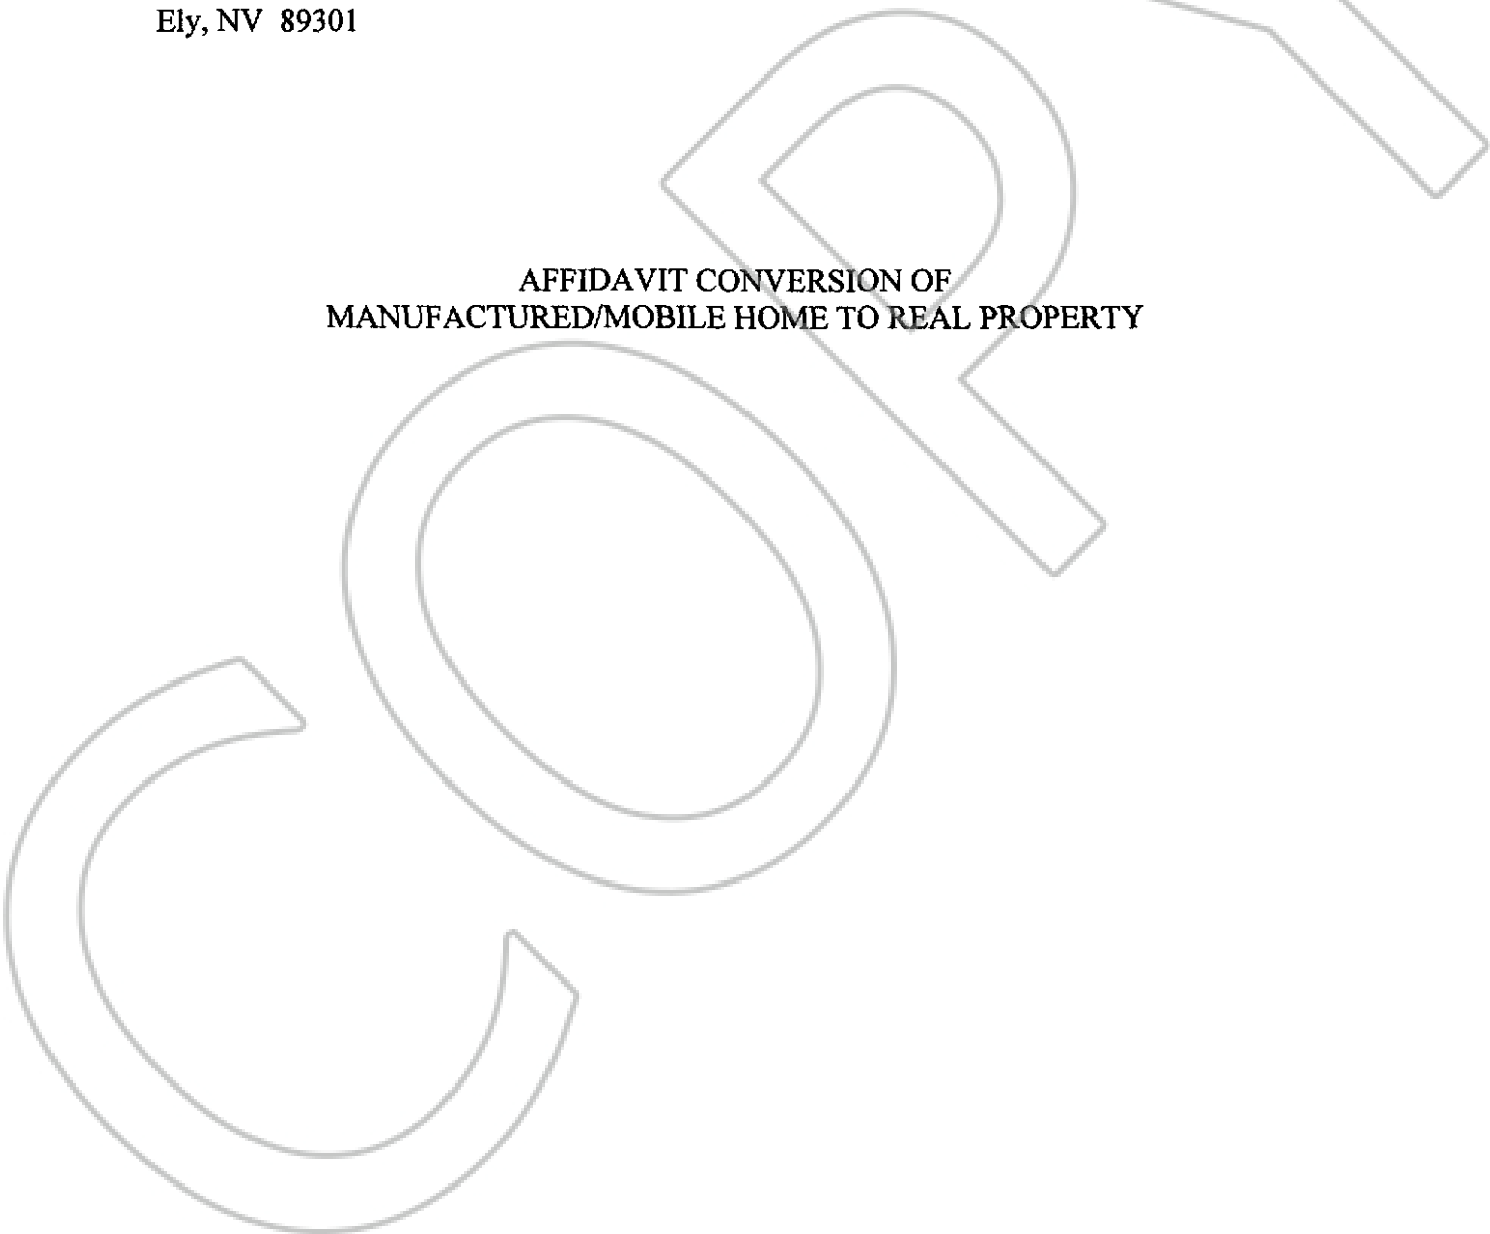 Ely, NV 89301
AFFIDAVIT CONVERSION OF
MANUFACTURED/MOBILE HOME TO REAL PROPERTY
COPY